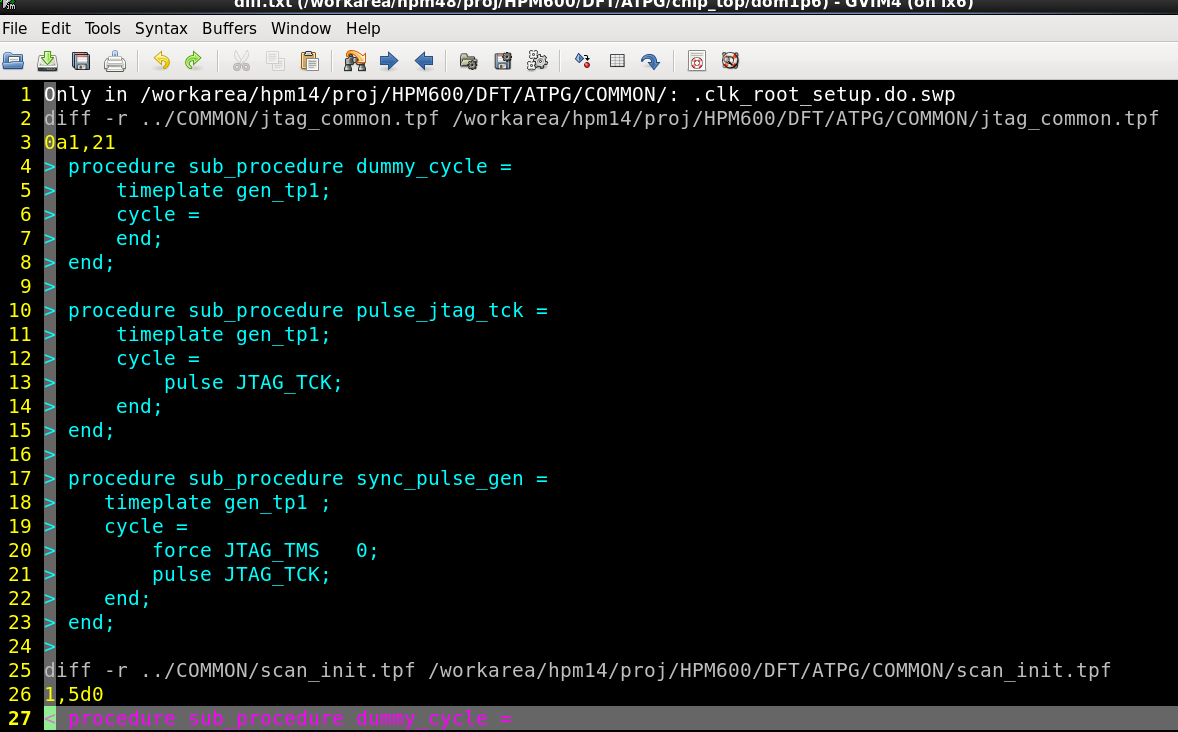 diff.txt (/workarea/hpm48/proj/HPM600/DFT/ATPG/chip_top/dom1p6) - GVIM4 (on fx6)
File Edit Tools Syntax Buffers Window Help
1 Only in /workarea/hpm14/proj/HPM600/DFT/ATPG/COMMON/: .clk_root_setup.do.swp
2 diff -r ../COMMON/jtag_common.tpf /workarea/hpm14/proj/HPM600/DFT/ATPG/COMMON/jtag_common.tpf
3 0a1,21
4 > procedure sub_procedure dummy_cycle =
5 >     timeplate gen_tp1;
6 >     cycle =
7 >     end;
8 > end;
9 >
10 > procedure sub_procedure pulse_jtag_tck =
11 >     timeplate gen_tp1;
12 >     cycle =
13 >         pulse JTAG_TCK;
14 >     end;
15 > end;
16 >
17 > procedure sub_procedure sync_pulse_gen =
18 >    timeplate gen_tp1 ;
19 >    cycle =
20 >        force JTAG_TMS   0;
21 >        pulse JTAG_TCK;
22 >    end;
23 > end;
24 >
25 diff -r ../COMMON/scan_init.tpf /workarea/hpm14/proj/HPM600/DFT/ATPG/COMMON/scan_init.tpf
26 1,5d0
27 < procedure sub_procedure dummy_cycle =